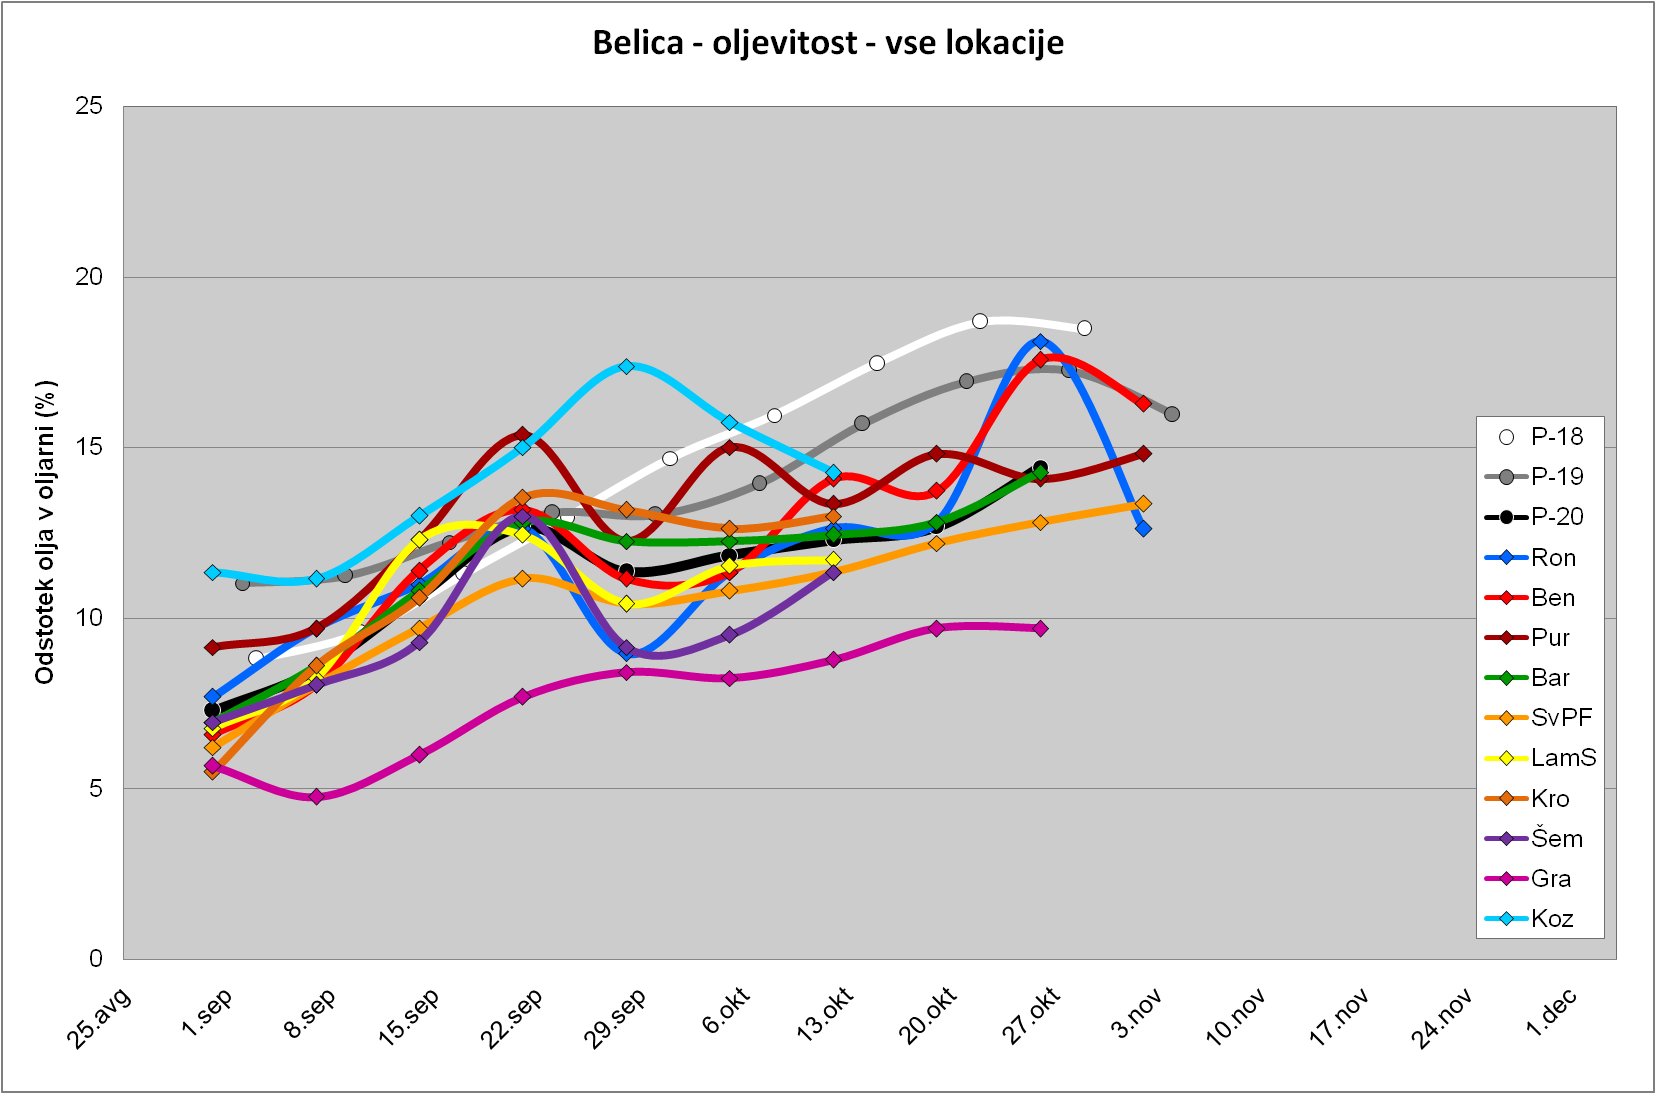 Belica - oljevitost - vse lokacije
Odstotek olja v oljarni (%)
25
20
15
10
5
0
25.avg
1.sep
8.sep
15.sep
22.sep
29.sep
6.okt
13.okt
20.okt
27.okt
3.nov
10.nov
17.nov
24.nov
1.dec
P-18
P-19
P-20
Ron
Ben
Pur
Bar
SvPF
LamS
Kro
Šem
Gra
Koz